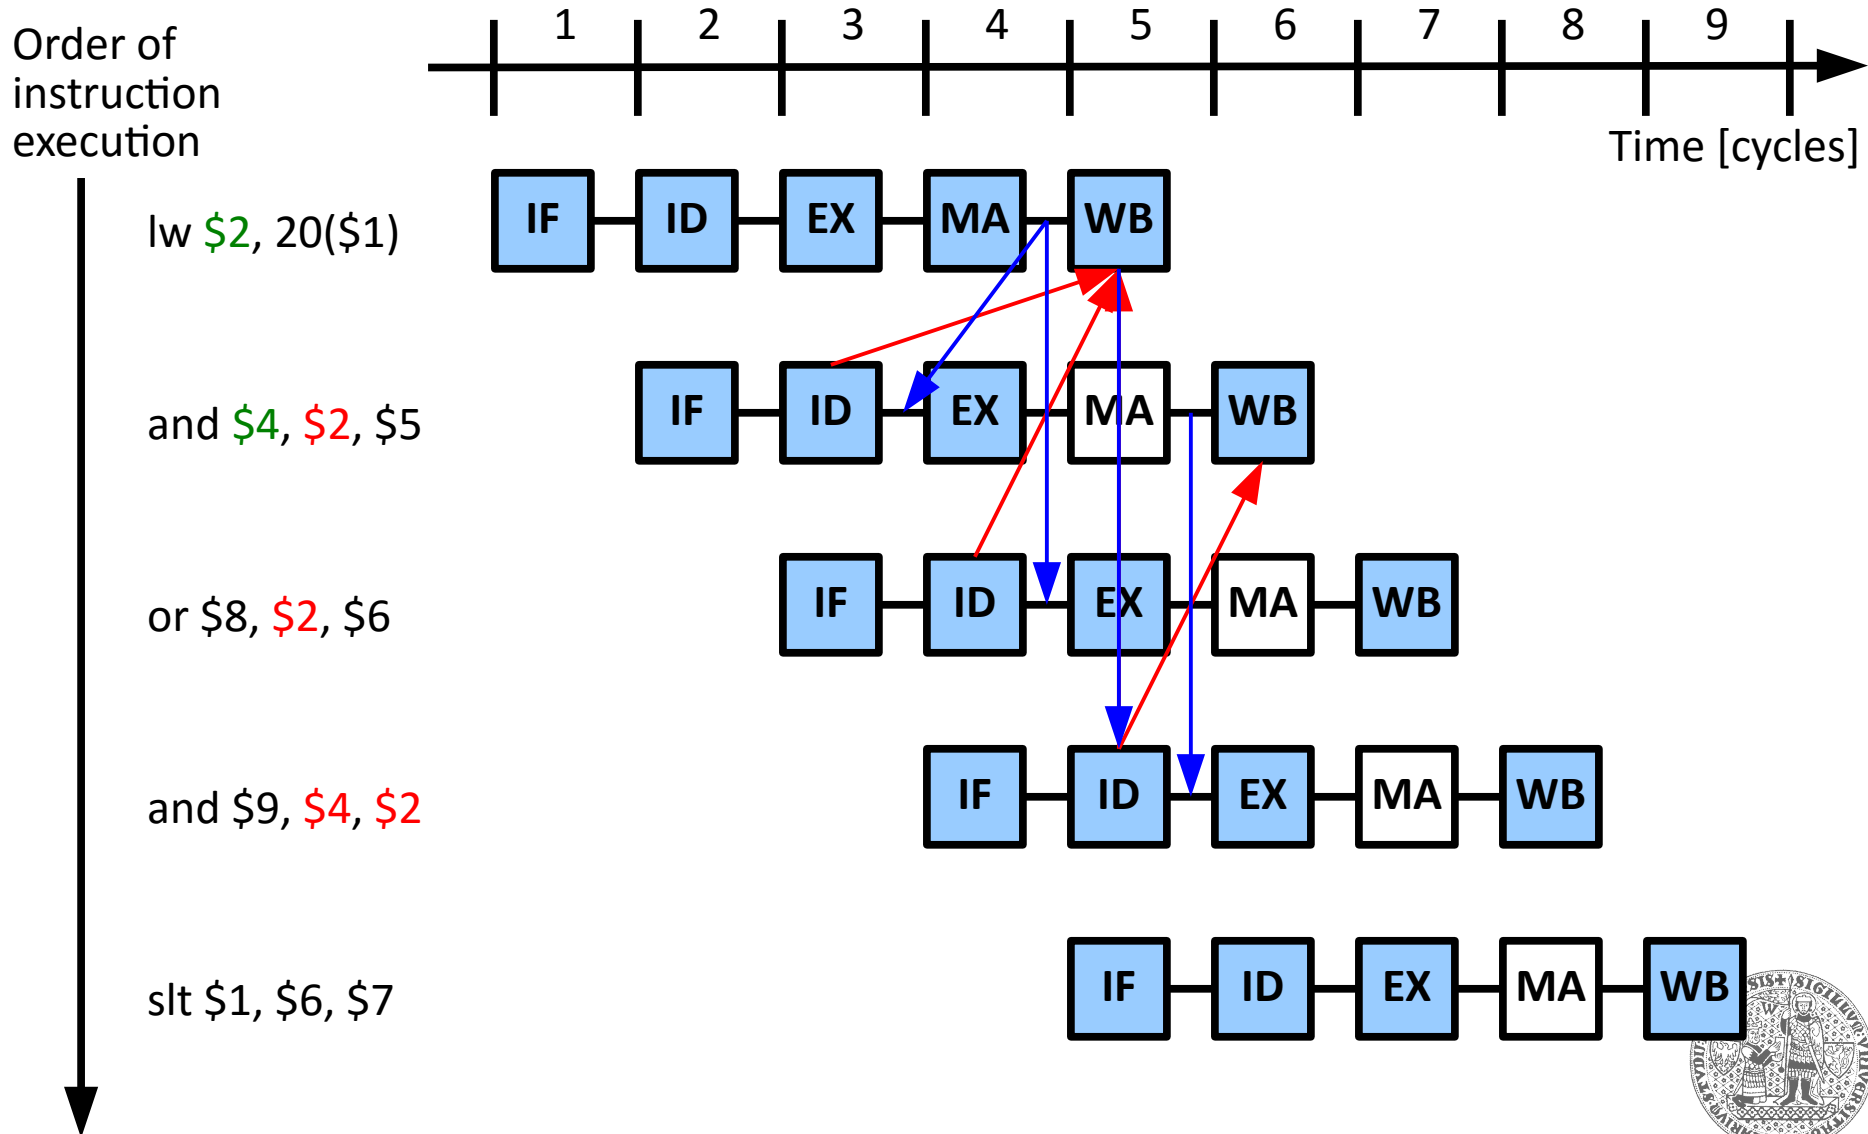 Order of
instruction
execution
1 2 3 4 5 6 7 8 9
Time [cycles]
lw $2, 20($1)
IF ID EX MA WB
and $4, $2, $5
IF ID EX MA WB
or $8, $2, $6
IF ID EX MA WB
and $9, $4, $2
IF ID EX MA WB
slt $1, $6, $7
IF ID EX MA WB